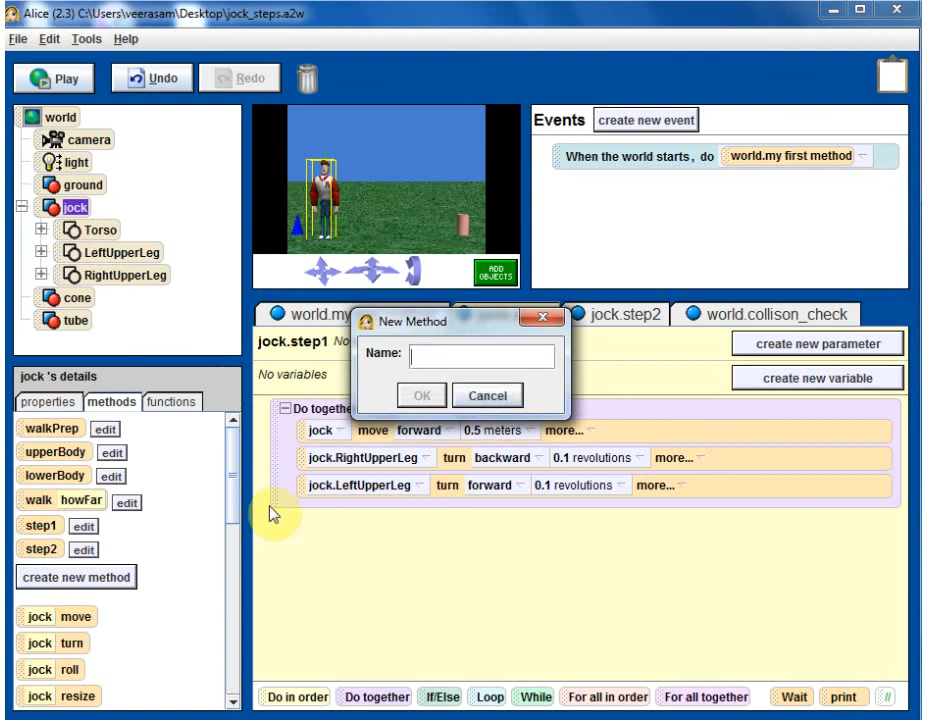 Alice (2.3) C:\Users\veerasam\Desktop\jock_steps.a2w
File Edit Tools Help
Play Undo Redo
world
camera
light
ground
jock
Torso
LeftUpperLeg
RightUpperLeg
cone
tube
ADD
OBJECTS
Events create new event
When the world starts, do world.my first method
jock 's details
properties methods functions
walkPrep edit
upperBody edit
lowerBody edit
walk howFar edit
step1 edit
step2 edit
create new method
jock move
jock turn
jock roll
jock resize
world.my jock.step2 world.collison_check
jock.step1 No create new parameter
No variables create new variable
Do togethe
jock move forward 0.5 meters more...
jock.RightUpperLeg turn backward 0.1 revolutions more...
jock.LeftUpperLeg turn forward 0.1 revolutions more...
New Method
Name:
OK Cancel
Do in order Do together If/Else Loop While For all in order For all together Wait print //